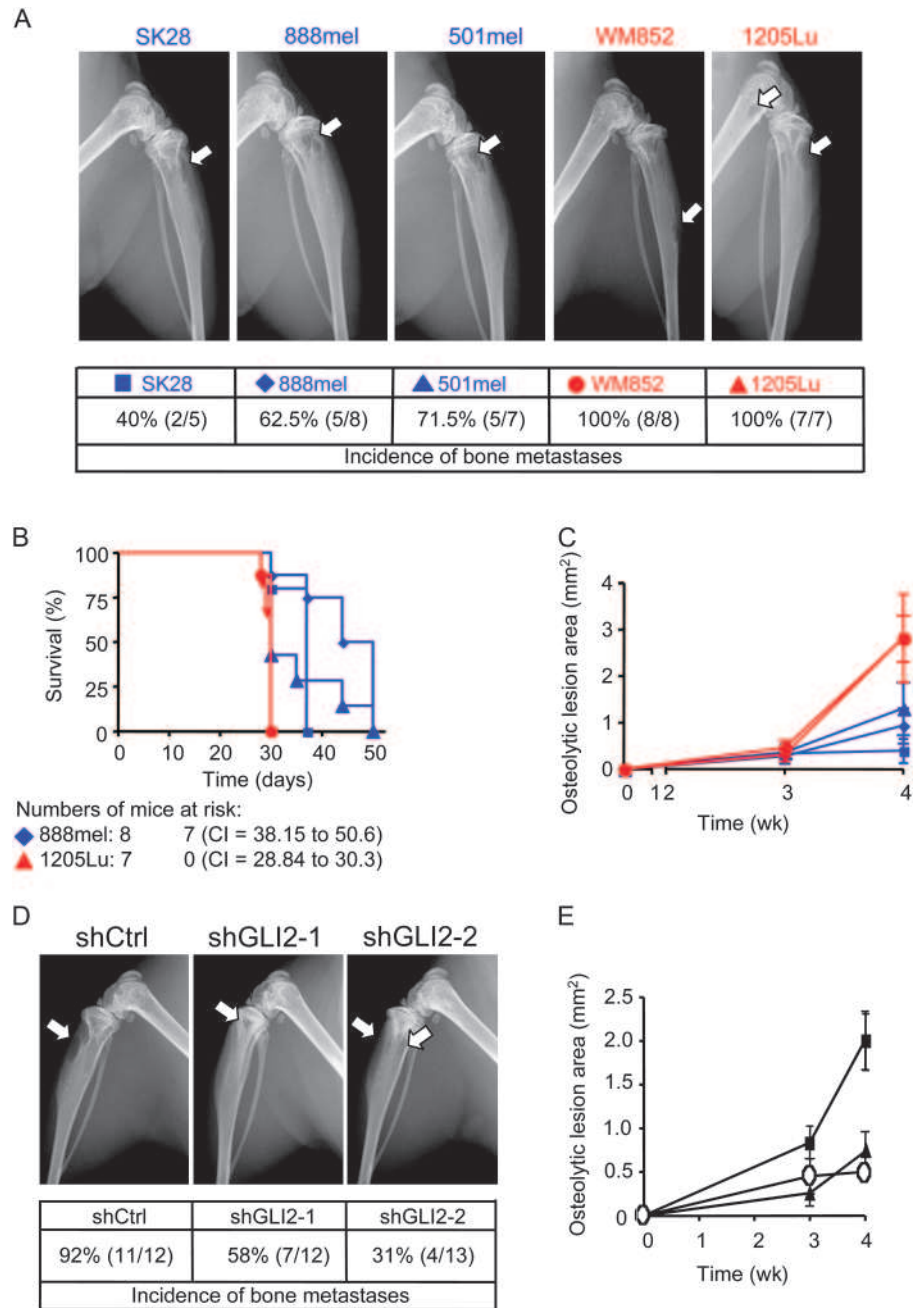 A
SK28 888mel 501mel WM852 1205Lu
SK28 888mel 501mel WM852 1205Lu
40% (2/5) 62.5% (5/8) 71.5% (5/7) 100% (8/8) 100% (7/7)
Incidence of bone metastases
B
Survival (%)
100
75
50
25
0
0 10 20 30 40 50
Time (days)
Numbers of mice at risk:
888mel: 8 7 (CI = 38.15 to 50.6)
1205Lu: 7 0 (CI = 28.84 to 30.3)
C
Osteolytic lesion area (mm²)
4
3
2
1
0
0 1 2 3 4
Time (wk)
D
shCtrl shGLI2-1 shGLI2-2
shCtrl shGLI2-1 shGLI2-2
92% (11/12) 58% (7/12) 31% (4/13)
Incidence of bone metastases
E
Osteolytic lesion area (mm²)
2.5
2.0
1.5
1.0
0.5
0
0 1 2 3 4
Time (wk)